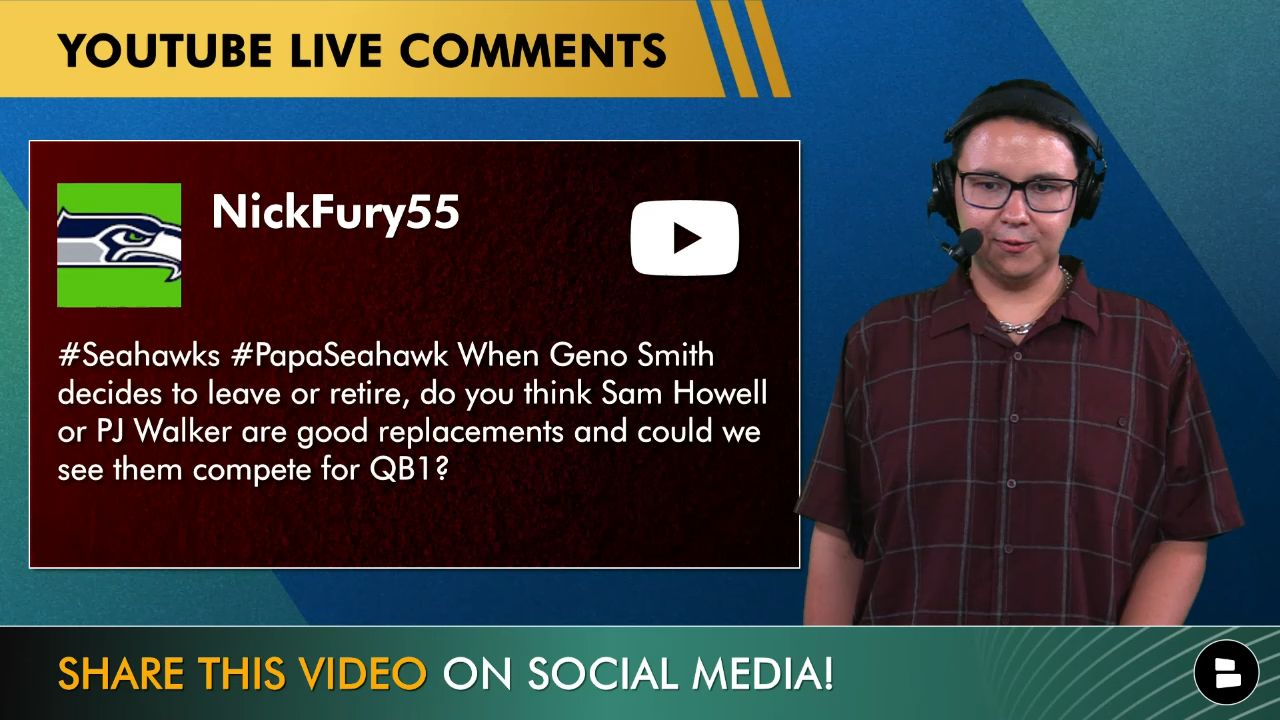 YOUTUBE LIVE COMMENTS
NickFury55
#Seahawks #PapaSeahawk When Geno Smith
decides to leave or retire, do you think Sam Howell
or PJ Walker are good replacements and could we
see them compete for QB1?
SHARE THIS VIDEO ON SOCIAL MEDIA!